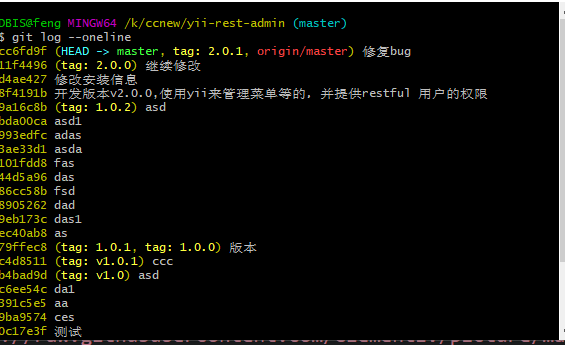 OBIS@feng MINGW64 /k/ccnew/yii-rest-admin (master)
$ git log --oneline
cc6fd9f (HEAD -> master, tag: 2.0.1, origin/master) 修复bug
11f4496 (tag: 2.0.0) 继续修改
d4ae427 修改安装信息
8f4191b 开发版本v2.0.0,使用yii来管理菜单等的, 并提供restful 用户的权限
9a16c8b (tag: 1.0.2) asd
bda00ca asd1
993edfc adas
3ae33d1 asda
101fdd8 fas
44d5a96 das
86cc58b fsd
8905262 dad
9eb173c das1
ec40ab8 as
79ffec8 (tag: 1.0.1, tag: 1.0.0) 版本
c4d8511 (tag: v1.0.1) ccc
b4bad9d (tag: v1.0) asd
c6ee54c da1
391c5e5 aa
9ba9574 ces
0c17e3f 测试